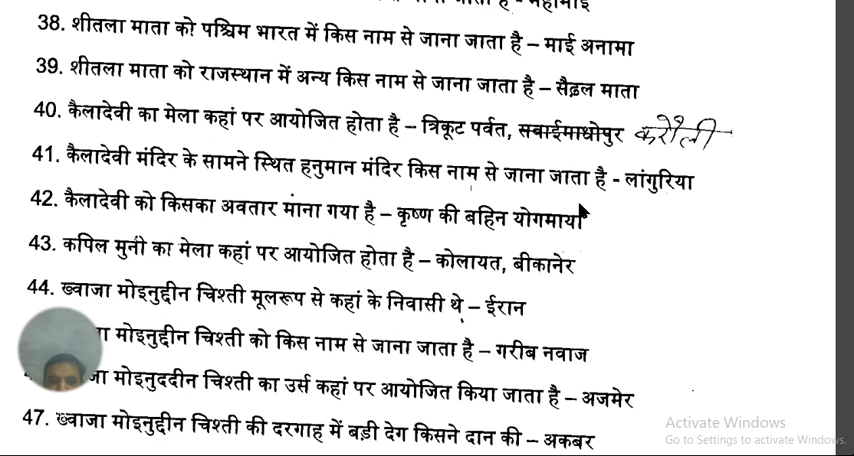 38. शीतला माता को पश्चिम भारत में किस नाम से जाना जाता है – माई अनामा
39. शीतला माता को राजस्थान में अन्य किस नाम से जाना जाता है – सैढ़ल माता
40. कैलादेवी का मेला कहां पर आयोजित होता है – त्रिकूट पर्वत, सवाईमाधोपुर करौली
41. कैलादेवी मंदिर के सामने स्थित हनुमान मंदिर किस नाम से जाना जाता है - लांगुरिया
42. कैलादेवी को किसका अवतार माना गया है – कृष्ण की बहिन योगमाया
43. कपिल मुनी का मेला कहां पर आयोजित होता है – कोलायत, बीकानेर
44. ख्वाजा मोइनुद्दीन चिश्ती मूलरूप से कहां के निवासी थे – ईरान
मोइनुद्दीन चिश्ती को किस नाम से जाना जाता है – गरीब नवाज
मोइनुददीन चिश्ती का उर्स कहां पर आयोजित किया जाता है – अजमेर
47. ख्वाजा मोइनुद्दीन चिश्ती की दरगाह में बड़ी देग किसने दान की – अकबर
Activate Windows
Go to Settings to activate Windows.